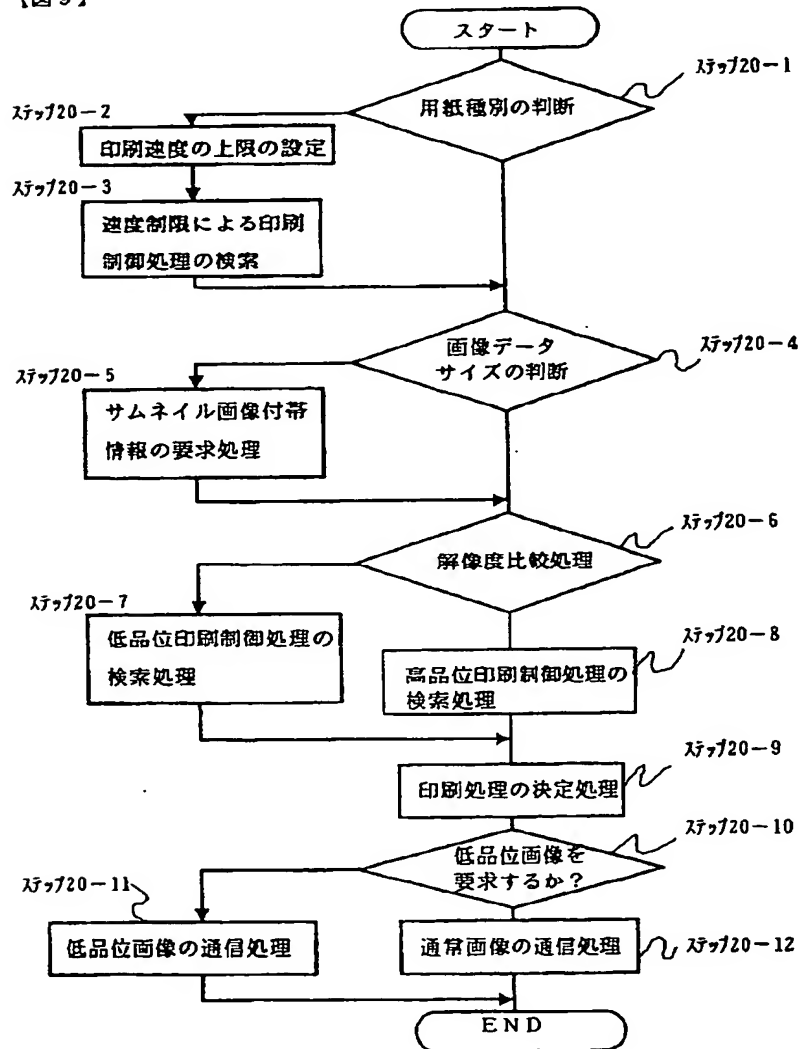 【図9】
スタート
ステップ20-1
用紙種別の判断
ステップ20-2
印刷速度の上限の設定
ステップ20-3
速度制限による印刷
制御処理の検索
画像データ
サイズの判断
ステップ20-4
ステップ20-5
サムネイル画像付帯
情報の要求処理
ステップ20-6
解像度比較処理
ステップ20-7
低品位印刷制御処理の
検索処理
ステップ20-8
高品位印刷制御処理の
検索処理
ステップ20-9
印刷処理の決定処理
ステップ20-10
低品位画像を
要求するか?
ステップ20-11
低品位画像の通信処理
通常画像の通信処理
ステップ20-12
END